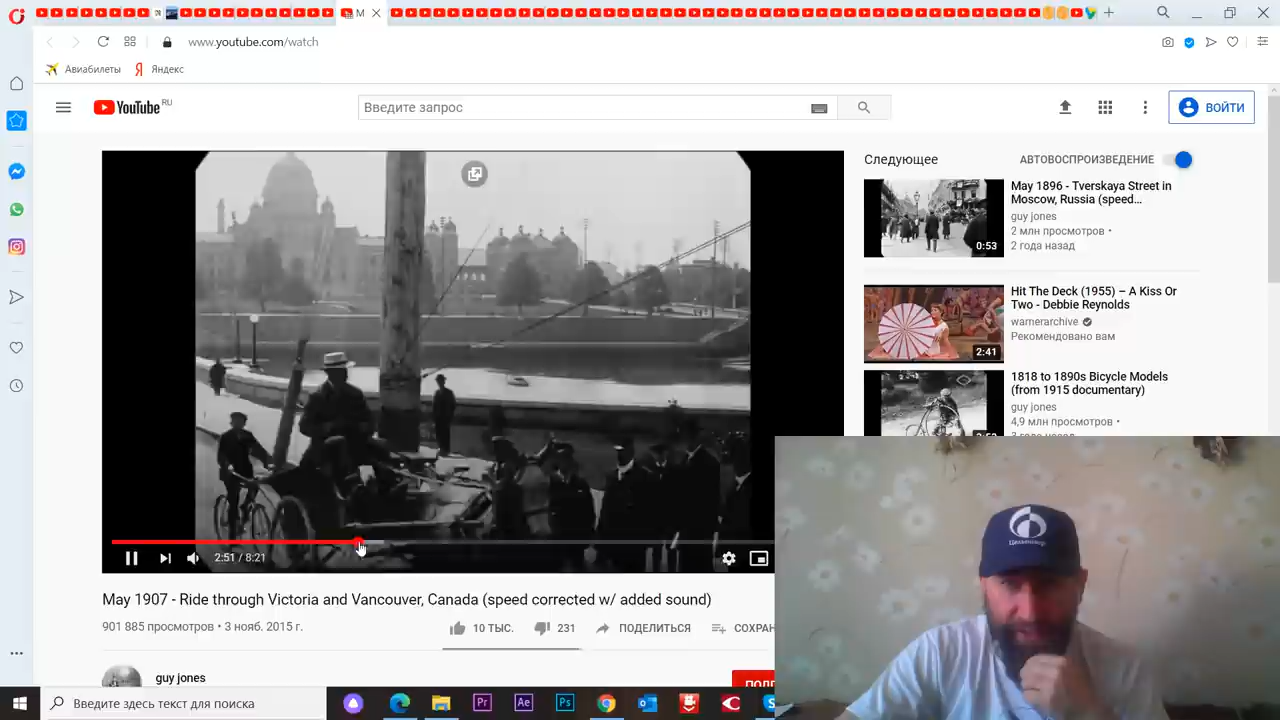 M
www.youtube.com/watch
Авиабилеты
Яндекс
YouTube RU
Введите запрос
ВОЙТИ
Следующее
АВТОВОСПРОИЗВЕДЕНИЕ
May 1896 - Tverskaya Street in
Moscow, Russia (speed...
guy jones
2 млн просмотров •
2 года назад
0:53
Hit The Deck (1955) – A Kiss Or
Two - Debbie Reynolds
warnerarchive
Рекомендовано вам
2:41
1818 to 1890s Bicycle Models
(from 1915 documentary)
guy jones
4,9 млн просмотров •
2:51 / 8:21
May 1907 - Ride through Victoria and Vancouver, Canada (speed corrected w/ added sound)
901 885 просмотров • 3 нояб. 2015 г.
10 ТЫС.
231
ПОДЕЛИТЬСЯ
СОХРАН
guy jones
Введите здесь текст для поиска
Pr
Ae
Ps